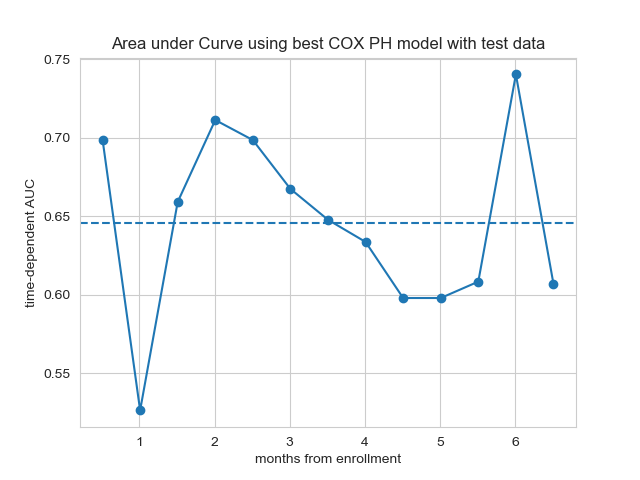 Area under Curve using best COX PH model with test data
0.75
0.70
0.65
0.60
0.55
time-dependent AUC
1 2 3 4 5 6
months from enrollment